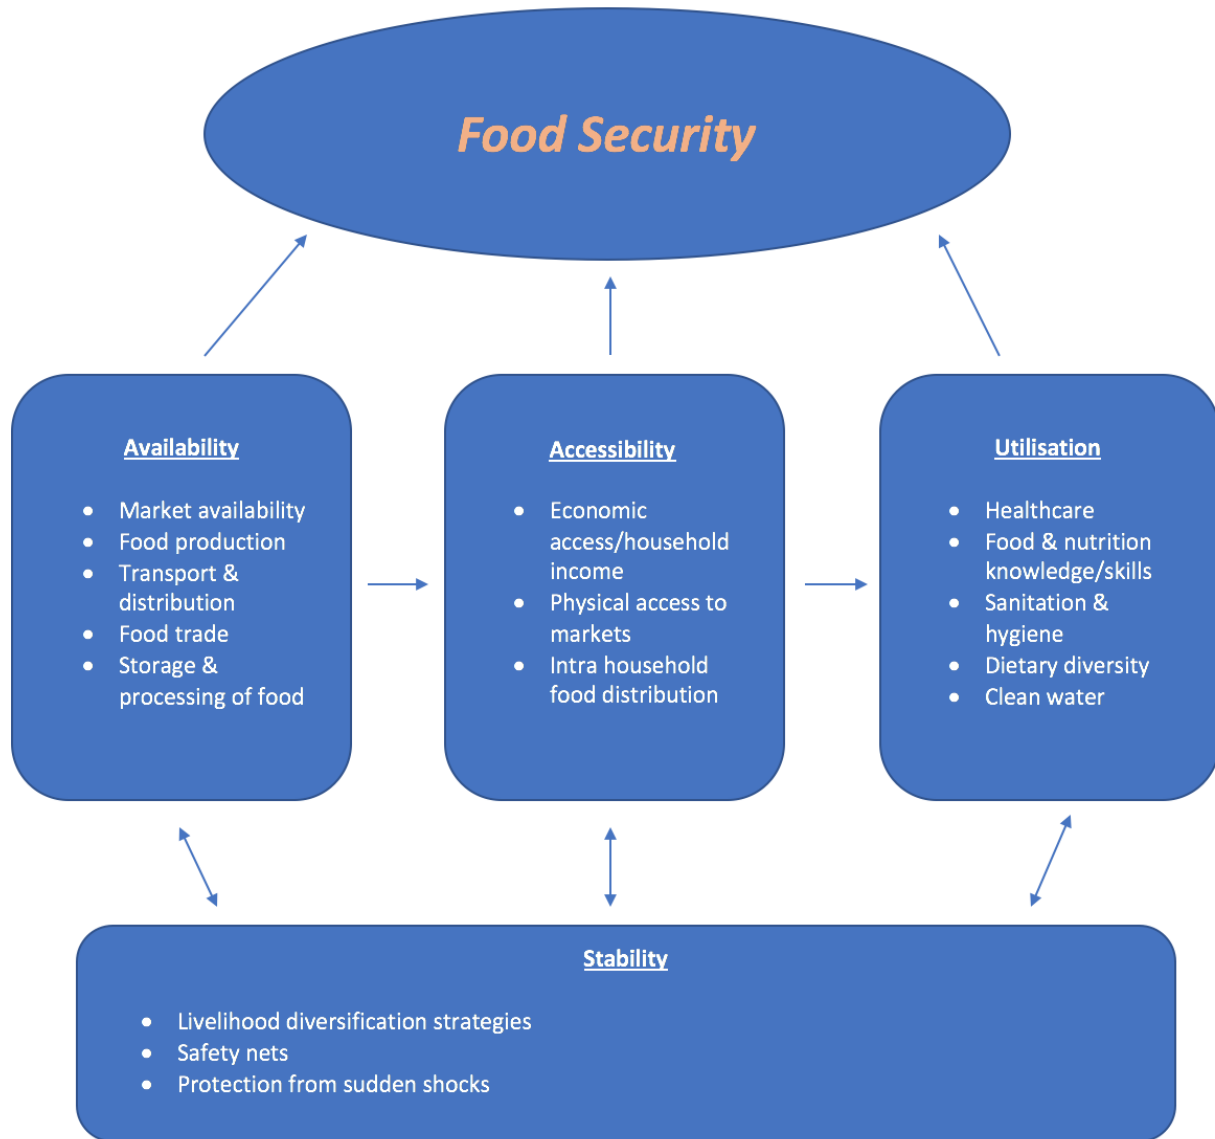 Food Security
Availability
• Market availability
• Food production
• Transport &
distribution
• Food trade
• Storage &
processing of food
Accessibility
• Economic
access/household
income
• Physical access to
markets
• Intra household
food distribution
Utilisation
• Healthcare
• Food & nutrition
knowledge/skills
• Sanitation &
hygiene
• Dietary diversity
• Clean water
Stability
• Livelihood diversification strategies
• Safety nets
• Protection from sudden shocks